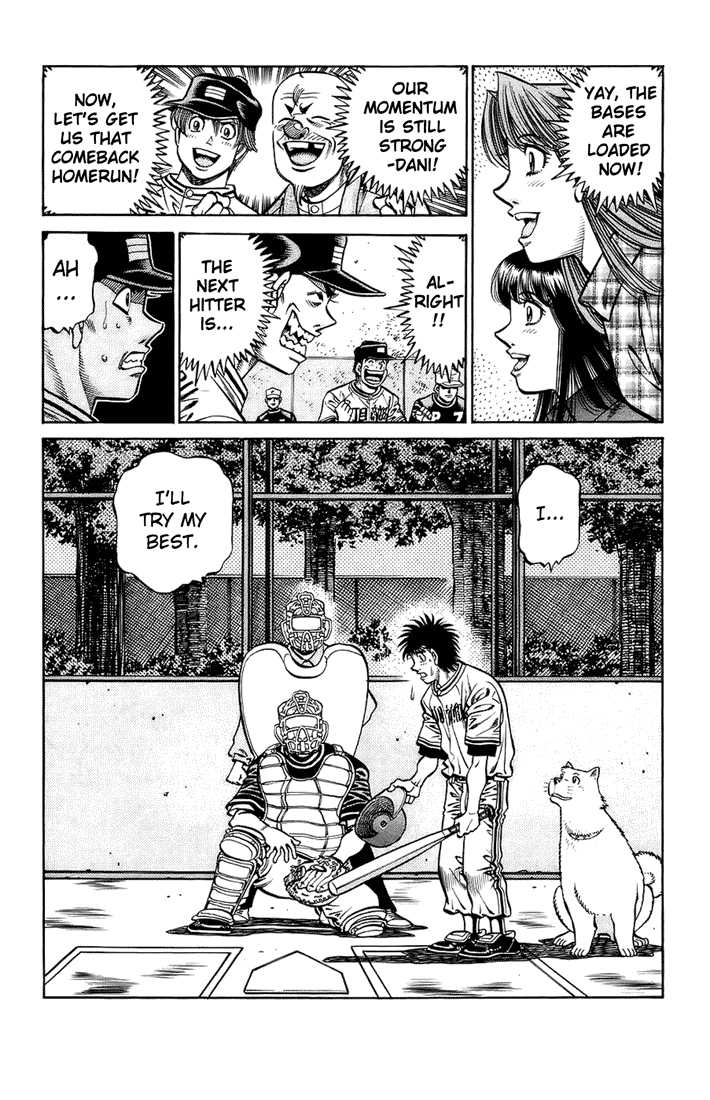 YAY, THE
BASES
ARE
LOADED
NOW!
OUR
MOMENTUM
IS STILL
STRONG
-DANI!
NOW,
LET'S GET
US THAT
COMEBACK
HOMERUN!
AL-
RIGHT
!!
THE
NEXT
HITTER
IS...
AH
...
I...
I'LL
TRY MY
BEST.